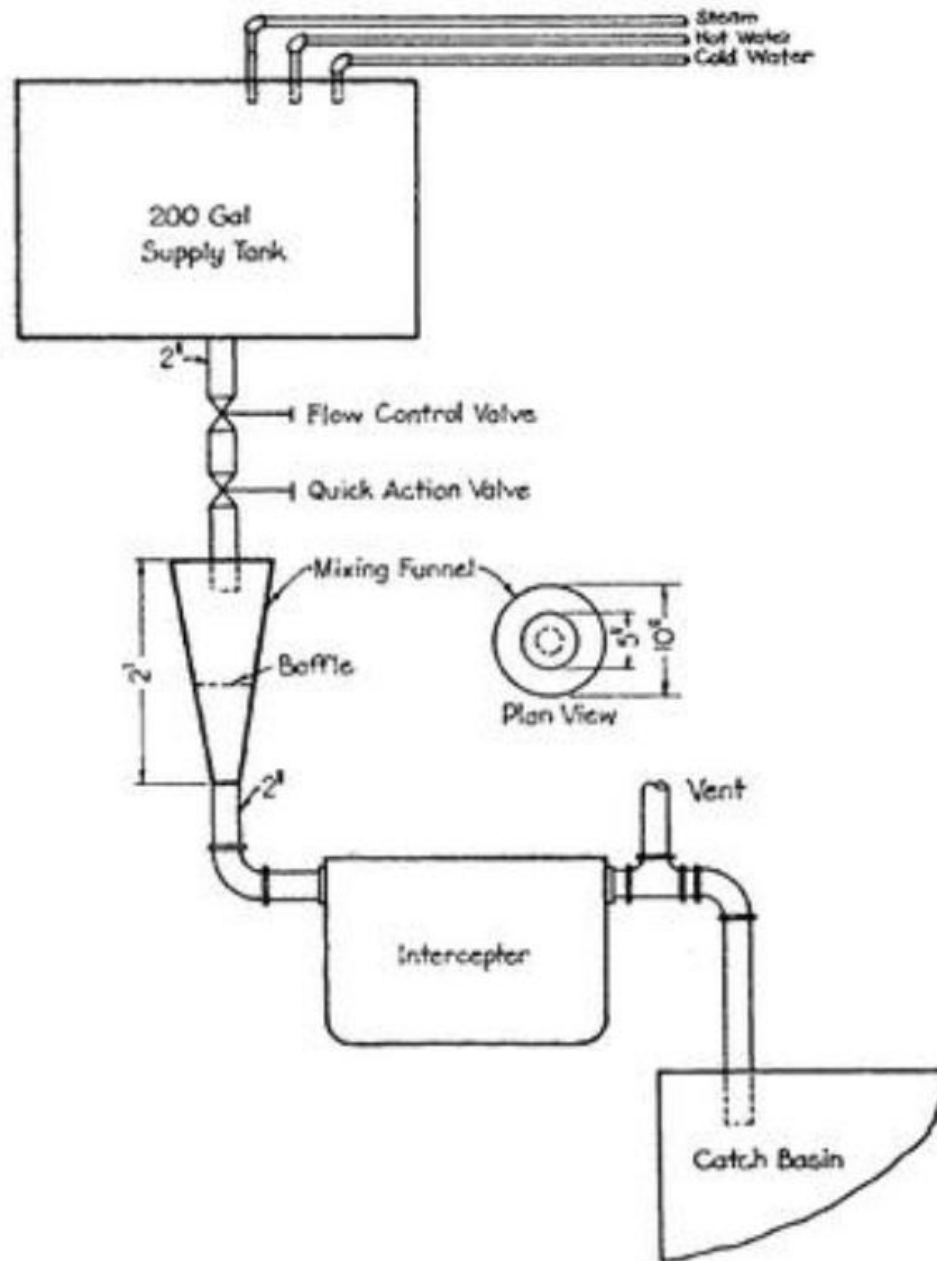 Steam
Hot Water
Cold Water
200 Gal
Supply Tank
2"
Flow Control Valve
Quick Action Valve
Mixing Funnel
2'
Baffle
5"
10"
Plan View
2"
Vent
Intercepter
Catch Basin